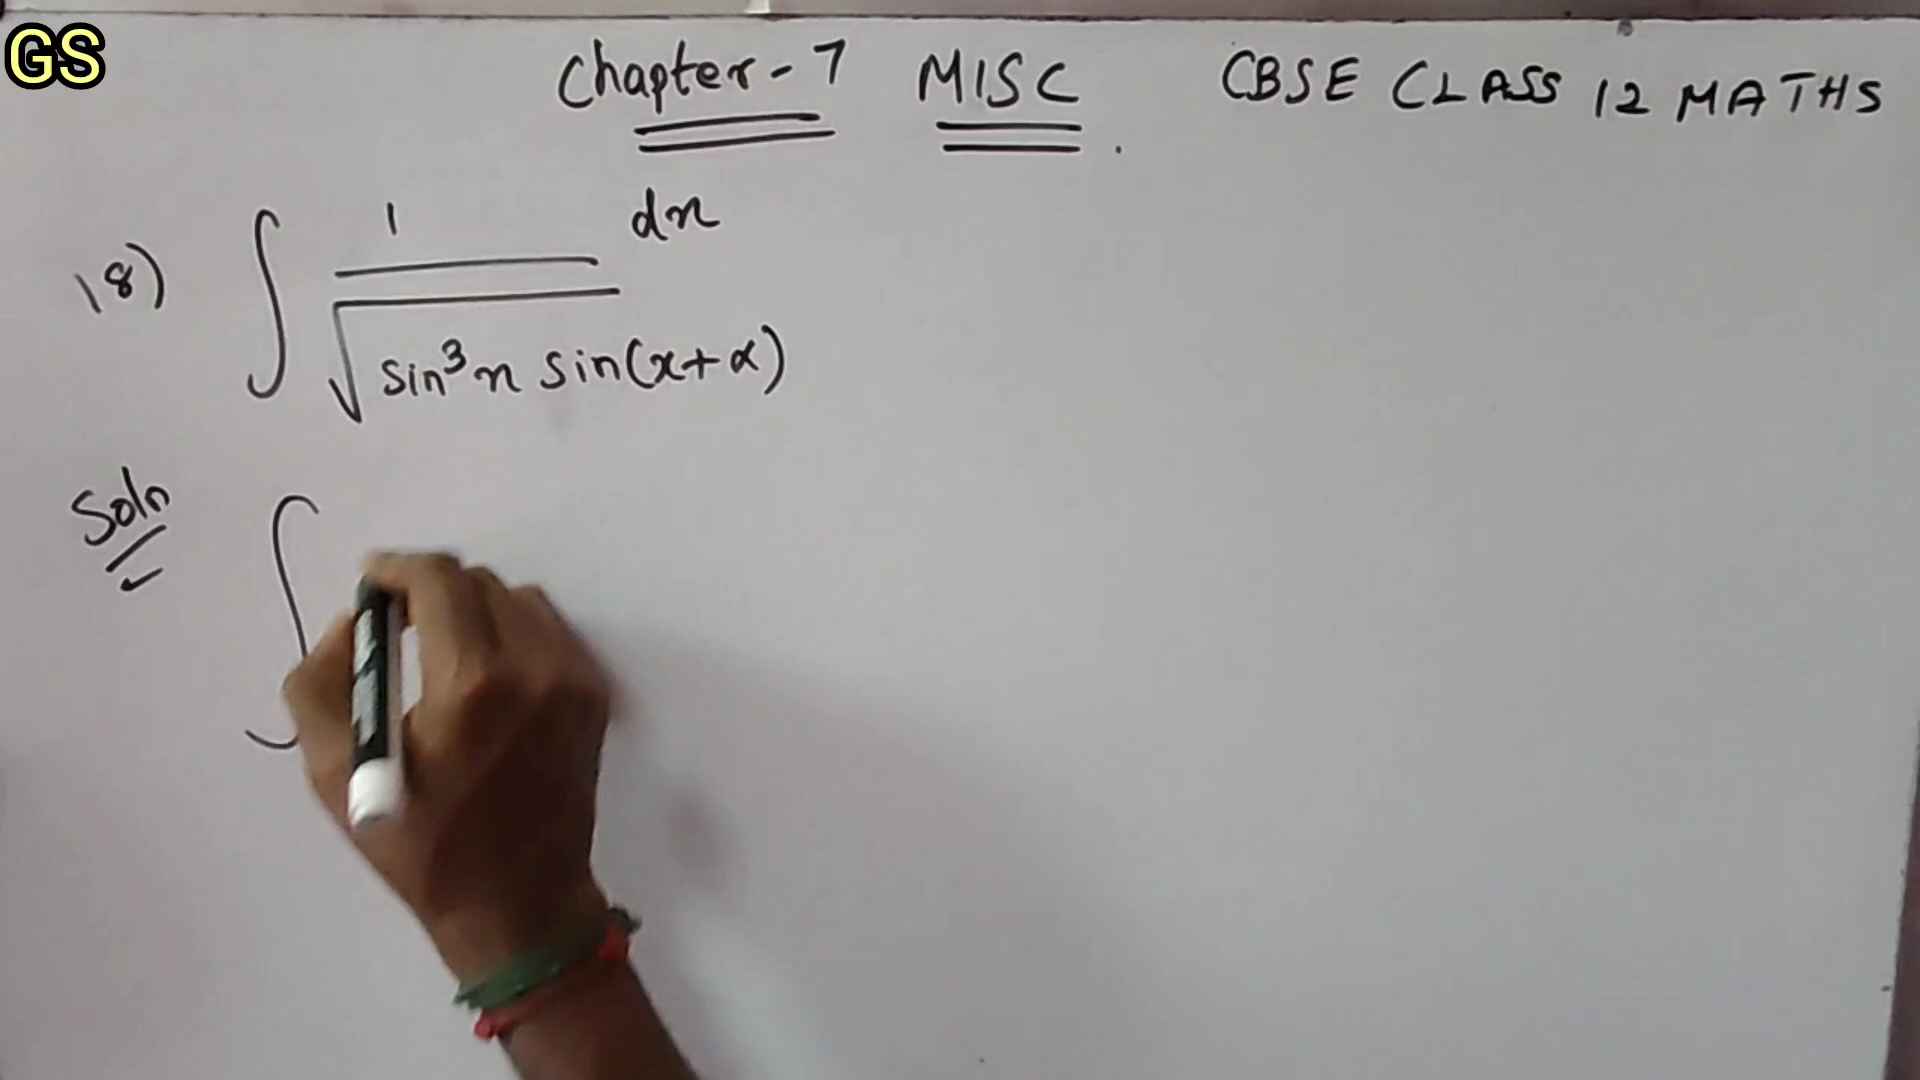 GS
Chapter-7 MISC. CBSE CLASS 12 MATHS
18) ∫ 1/√(sin³x sin(x+α)) dx
Soln ∫